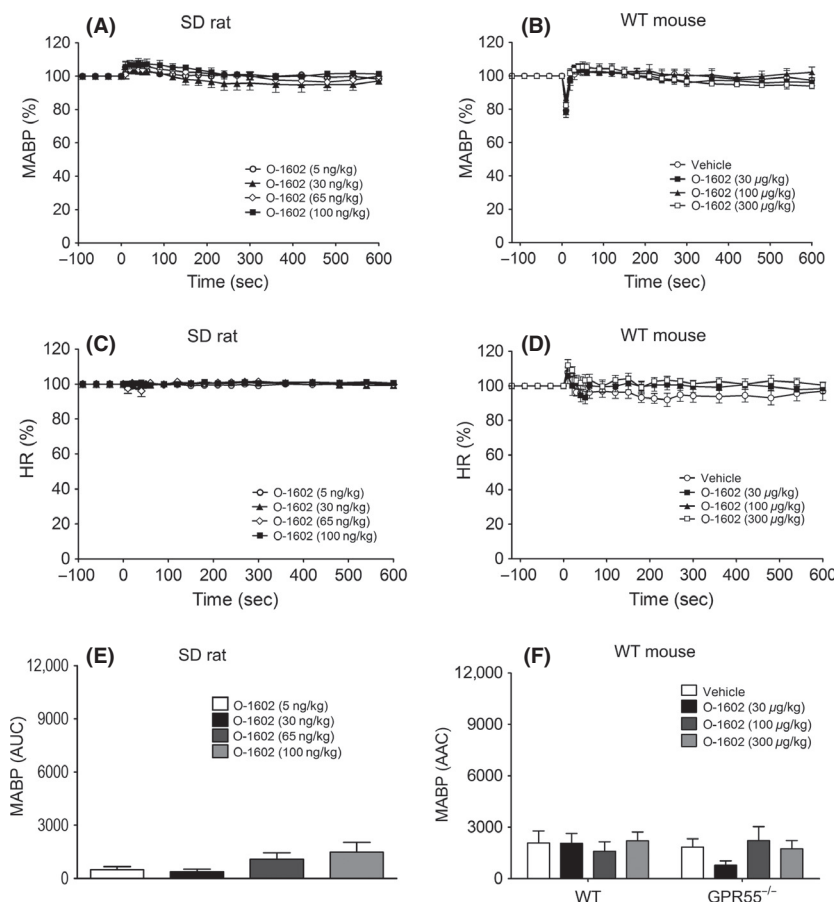 (A)
SD rat
120
100
80
60
40
20
0
MABP (%)
O-1602 (5 ng/kg)
O-1602 (30 ng/kg)
O-1602 (65 ng/kg)
O-1602 (100 ng/kg)
−100 0 100 200 300 400 500 600
Time (sec)
(B)
WT mouse
120
100
80
60
40
20
0
MABP (%)
Vehicle
O-1602 (30 µg/kg)
O-1602 (100 µg/kg)
O-1602 (300 µg/kg)
−100 0 100 200 300 400 500 600
Time (sec)
(C)
SD rat
120
100
80
60
40
20
0
HR (%)
O-1602 (5 ng/kg)
O-1602 (30 ng/kg)
O-1602 (65 ng/kg)
O-1602 (100 ng/kg)
−100 0 100 200 300 400 500 600
Time (sec)
(D)
WT mouse
120
100
80
60
40
20
0
HR (%)
Vehicle
O-1602 (30 µg/kg)
O-1602 (100 µg/kg)
O-1602 (300 µg/kg)
−100 0 100 200 300 400 500 600
Time (sec)
(E)
SD rat
12,000
9000
6000
3000
0
MABP (AUC)
O-1602 (5 ng/kg)
O-1602 (30 ng/kg)
O-1602 (65 ng/kg)
O-1602 (100 ng/kg)
(F)
WT mouse
12,000
9000
6000
3000
0
MABP (AAC)
Vehicle
O-1602 (30 µg/kg)
O-1602 (100 µg/kg)
O-1602 (300 µg/kg)
WT GPR55−/−